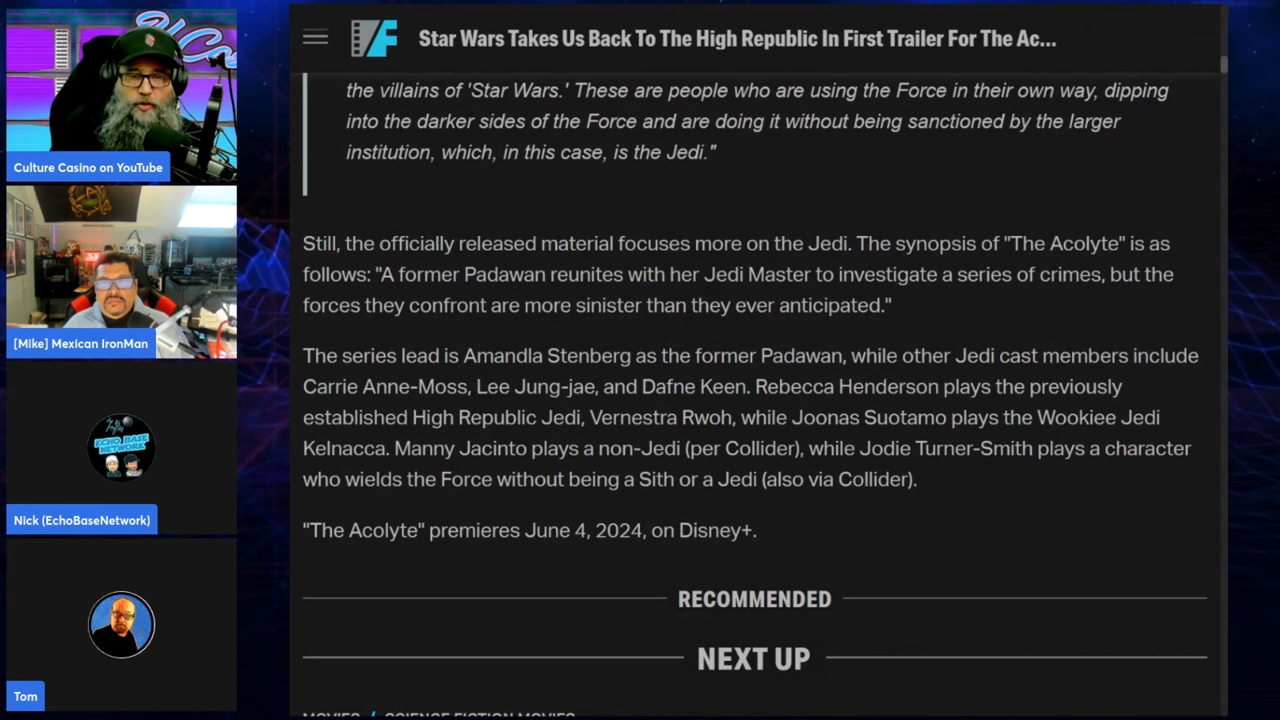 Star Wars Takes Us Back To The High Republic In First Trailer For The Ac...
the villains of 'Star Wars.' These are people who are using the Force in their own way, dipping
into the darker sides of the Force and are doing it without being sanctioned by the larger
institution, which, in this case, is the Jedi."
Still, the officially released material focuses more on the Jedi. The synopsis of "The Acolyte" is as
follows: "A former Padawan reunites with her Jedi Master to investigate a series of crimes, but the
forces they confront are more sinister than they ever anticipated."
The series lead is Amandla Stenberg as the former Padawan, while other Jedi cast members include
Carrie Anne-Moss, Lee Jung-jae, and Dafne Keen. Rebecca Henderson plays the previously
established High Republic Jedi, Vernestra Rwoh, while Joonas Suotamo plays the Wookiee Jedi
Kelnacca. Manny Jacinto plays a non-Jedi (per Collider), while Jodie Turner-Smith plays a character
who wields the Force without being a Sith or a Jedi (also via Collider).
"The Acolyte" premieres June 4, 2024, on Disney+.
RECOMMENDED
NEXT UP
MOVIES / SCIENCE FICTION MOVIES
Culture Casino on YouTube
[Mike] Mexican IronMan
ECHO BASE
NETWORK
Nick (EchoBaseNetwork)
Tom